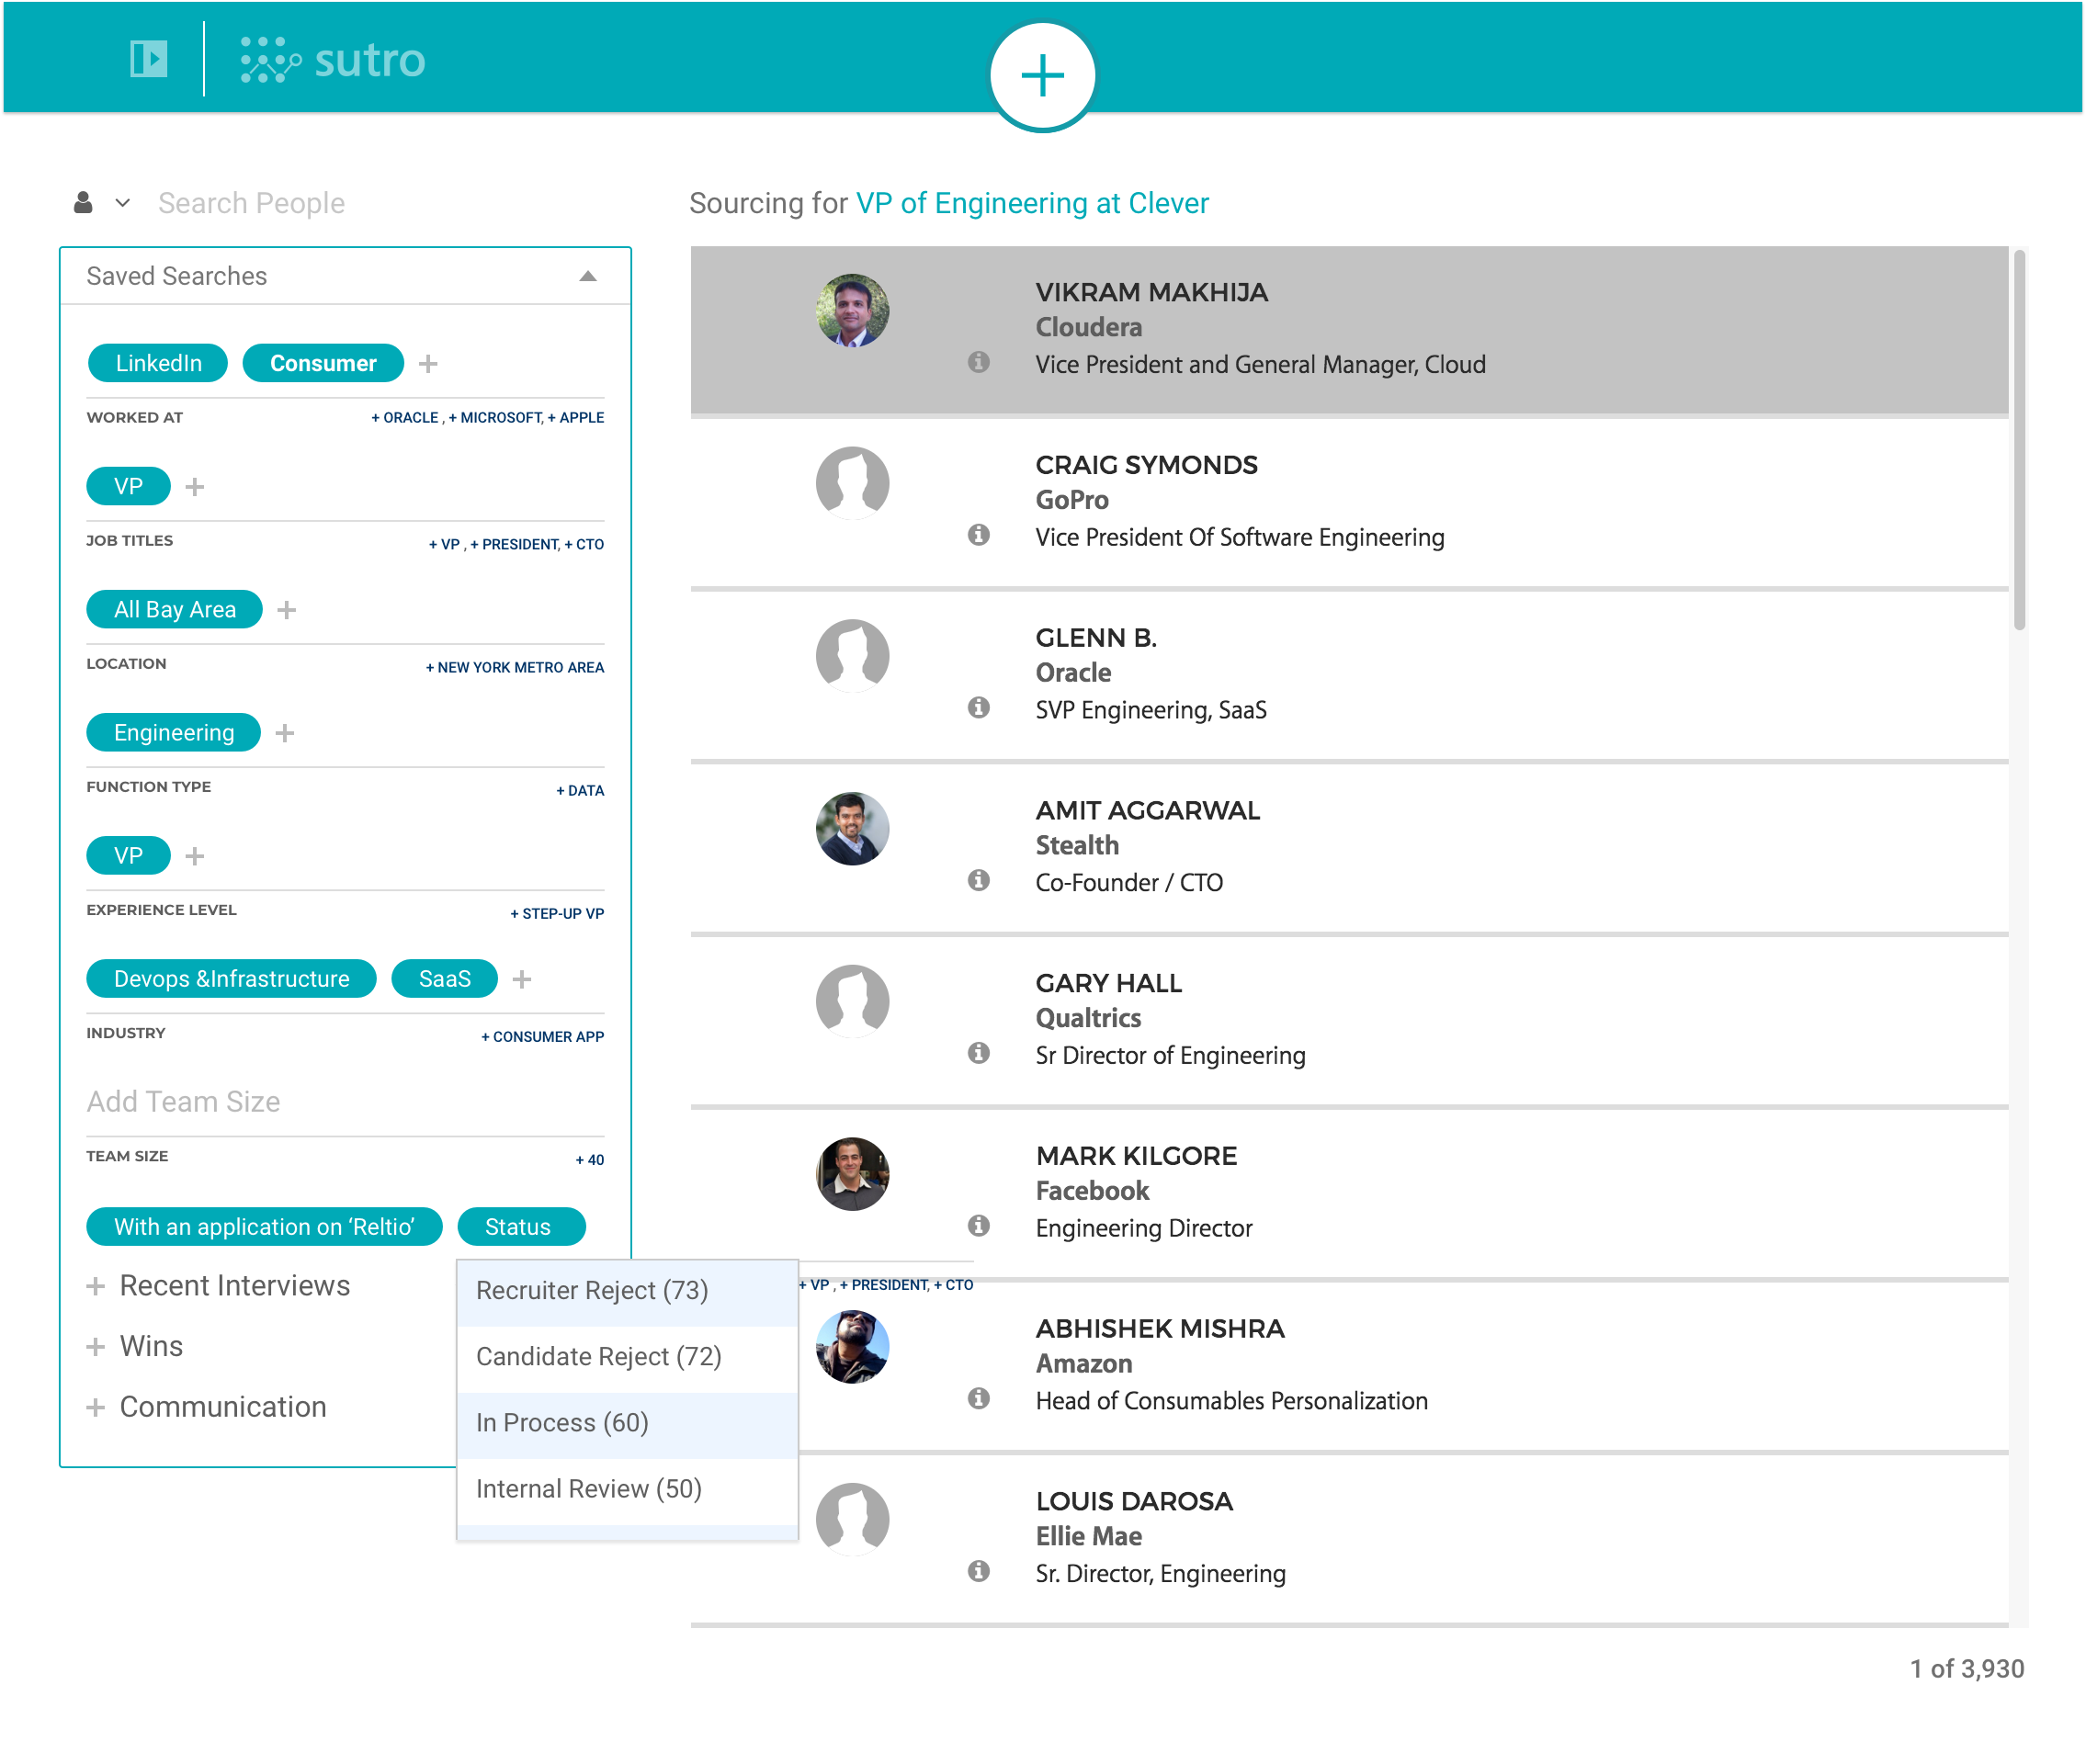 sutro
Search People
Sourcing for VP of Engineering at Clever
Saved Searches
LinkedIn Consumer
WORKED AT + ORACLE , + MICROSOFT, + APPLE
VP
JOB TITLES + VP , + PRESIDENT, + CTO
All Bay Area
LOCATION + NEW YORK METRO AREA
Engineering
FUNCTION TYPE + DATA
VP
EXPERIENCE LEVEL + STEP-UP VP
Devops &Infrastructure SaaS
INDUSTRY + CONSUMER APP
Add Team Size
TEAM SIZE + 40
With an application on ‘Reltio’ Status
Recent Interviews
Wins
Communication
Recruiter Reject (73)
Candidate Reject (72)
In Process (60)
Internal Review (50)
+ VP , + PRESIDENT, + CTO
VIKRAM MAKHIJA
Cloudera
Vice President and General Manager, Cloud
CRAIG SYMONDS
GoPro
Vice President Of Software Engineering
GLENN B.
Oracle
SVP Engineering, SaaS
AMIT AGGARWAL
Stealth
Co-Founder / CTO
GARY HALL
Qualtrics
Sr Director of Engineering
MARK KILGORE
Facebook
Engineering Director
ABHISHEK MISHRA
Amazon
Head of Consumables Personalization
LOUIS DAROSA
Ellie Mae
Sr. Director, Engineering
1 of 3,930